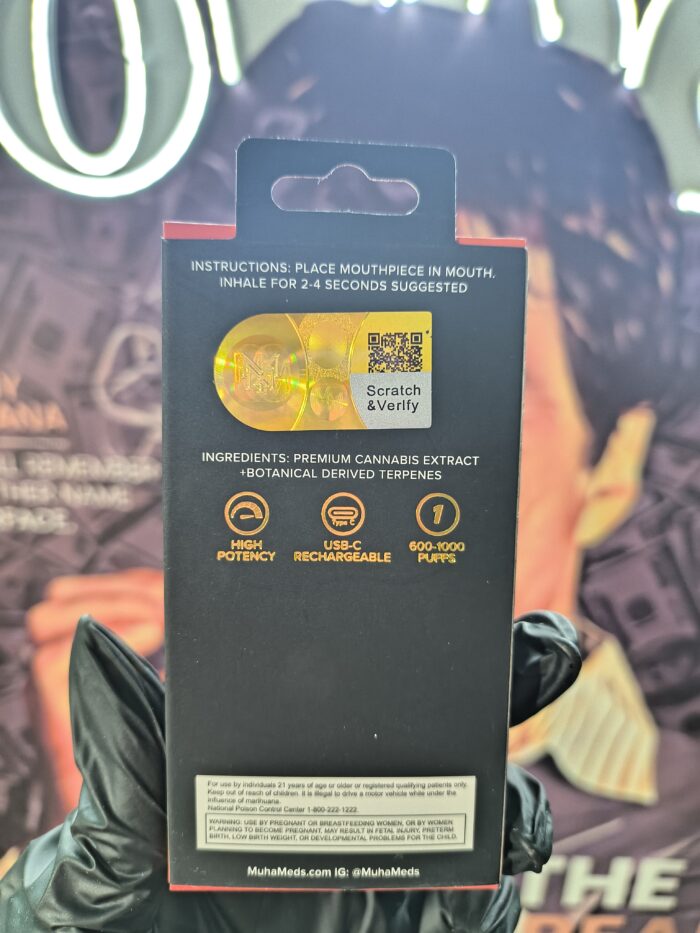 INSTRUCTIONS: PLACE MOUTHPIECE IN MOUTH.
INHALE FOR 2-4 SECONDS SUGGESTED
Scratch
&VerIfy
INGREDIENTS: PREMIUM CANNABIS EXTRACT
+BOTANICAL DERIVED TERPENES
Type C
1
HIGH
POTENCY
USB-C
RECHARGEABLE
600-1000
PUFFS
For use by individuals 21 years of age or older or registered qualifying patients only.
Keep out of reach of children. It is illegal to drive a motor vehicle while under the
influence of marihuana.
National Poison Control Center 1-800-222-1222.
WARNING: USE BY PREGNANT OR BREASTFEEDING WOMEN, OR BY WOMEN
PLANNING TO BECOME PREGNANT, MAY RESULT IN FETAL INJURY, PRETERM
BIRTH, LOW BIRTH WEIGHT, OR DEVELOPMENTAL PROBLEMS FOR THE CHILD.
MuhaMeds.com IG: @MuhaMeds
THE